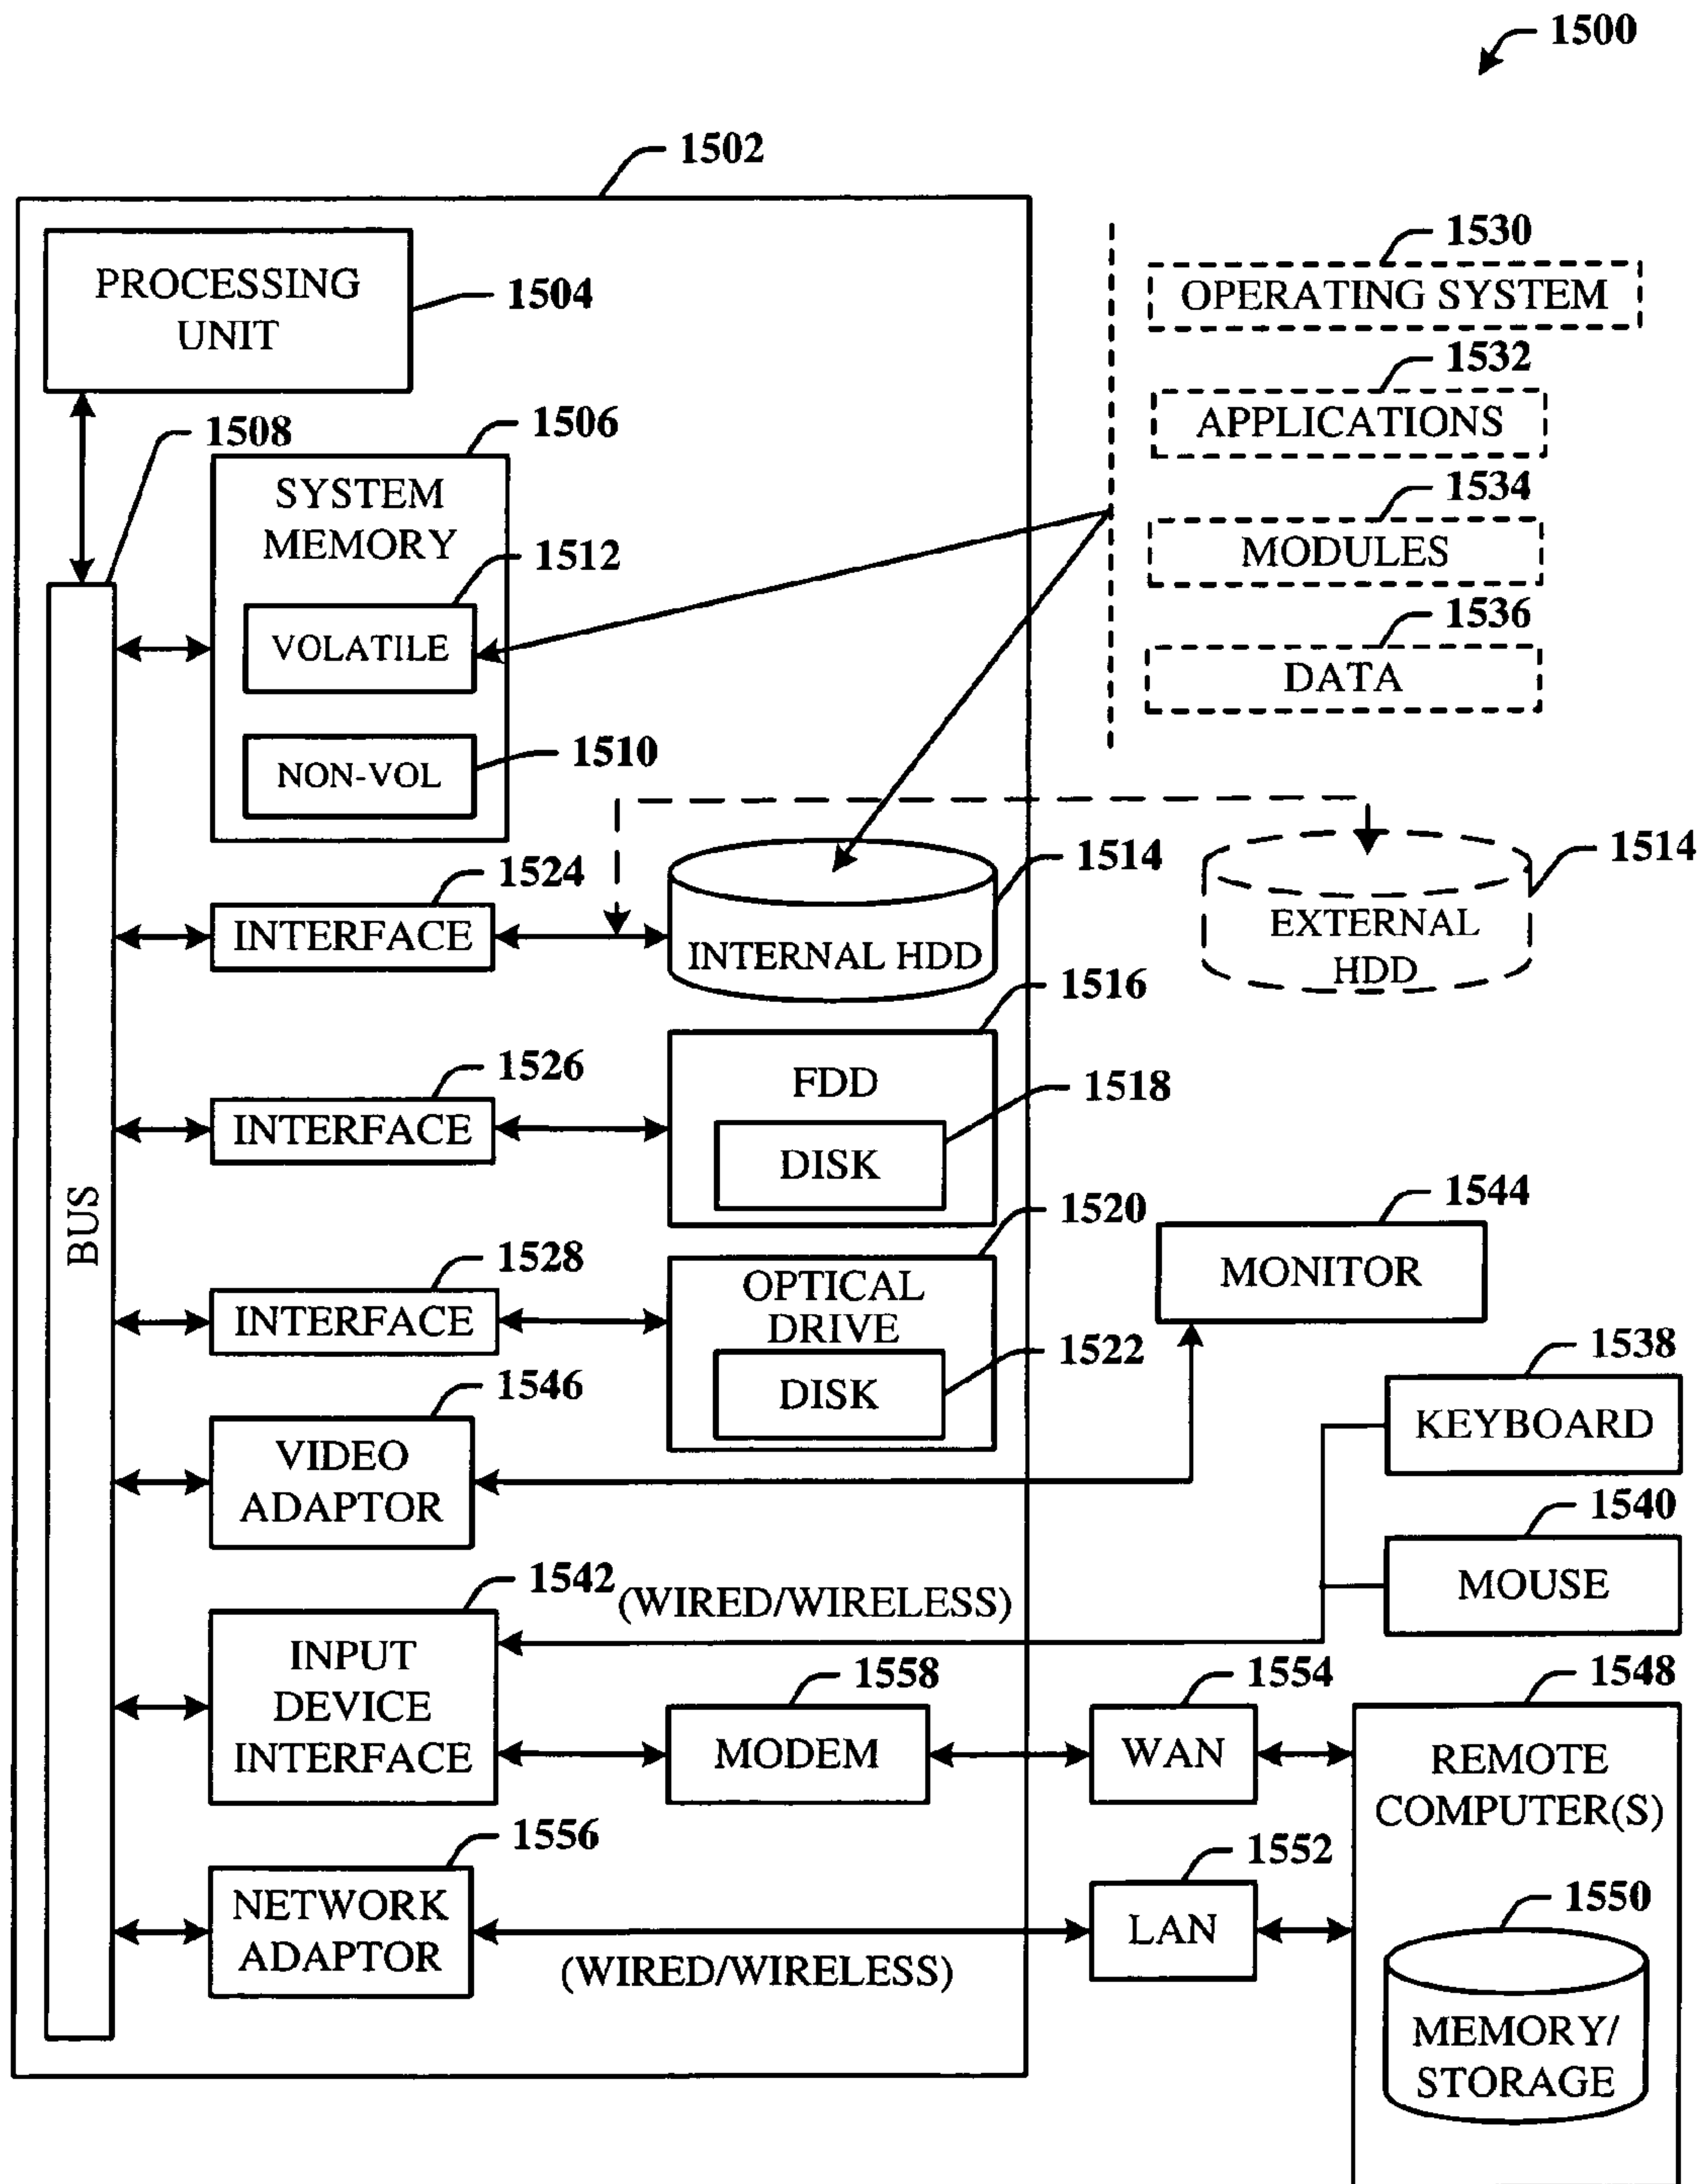 1500
1502
PROCESSING
UNIT
1504
1530
OPERATING SYSTEM
1532
APPLICATIONS
1534
MODULES
1536
DATA
1508
1506
SYSTEM
MEMORY
1512
VOLATILE
1510
NON-VOL
1524
INTERFACE
1514
INTERNAL HDD
1514
EXTERNAL
HDD
1516
FDD
1526
INTERFACE
1518
DISK
BUS
1520
OPTICAL
DRIVE
1528
INTERFACE
1522
DISK
1544
MONITOR
1546
VIDEO
ADAPTOR
1538
KEYBOARD
1540
MOUSE
1542
(WIRED/WIRELESS)
INPUT
DEVICE
INTERFACE
1558
MODEM
1554
WAN
1548
REMOTE
COMPUTER(S)
1556
NETWORK
ADAPTOR
(WIRED/WIRELESS)
1552
LAN
1550
MEMORY/
STORAGE